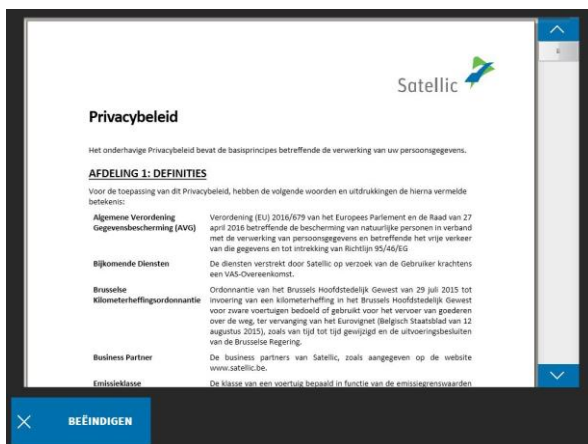 Satellic
Privacybeleid
Het onderhavige Privacybeleid bevat de basisprincipes betreffende de verwerking van uw persoonsgegevens.
AFDELING 1: DEFINITIES
Voor de toepassing van dit Privacybeleid, hebben de volgende woorden en uitdrukkingen de hierna vermelde
betekenis:
Algemene Verordening
Gegevensbescherming (AVG)
Verordening (EU) 2016/679 van het Europees Parlement en de Raad van 27
april 2016 betreffende de bescherming van natuurlijke personen in verband
met de verwerking van persoonsgegevens en betreffende het vrije verkeer
van die gegevens en tot intrekking van Richtlijn 95/46/EG
Bijkomende Diensten
De diensten verstrekt door Satellic op verzoek van de Gebruiker krachtens
een VAS-Overeenkomst.
Brusselse
Kilometerheffingsordonnantie
Ordonnantie van het Brussels Hoofdstedelijk Gewest van 29 juli 2015 tot
invoering van een kilometerheffing in het Brussels Hoofdstedelijk Gewest
voor zware voertuigen bedoeld of gebruikt voor het vervoer van goederen
over de weg, ter vervanging van het Eurovignet (Belgisch Staatsblad van 12
augustus 2015), zoals van tijd tot tijd gewijzigd en de uitvoeringsbesluiten
van de Brusselse Regering.
Business Partner
De business partners van Satellic, zoals aangegeven op de website
www.satellic.be.
Emissieklasse
De klasse van een voertuig bepaald in functie van de emissiegrenswaarden
BEËINDIGEN